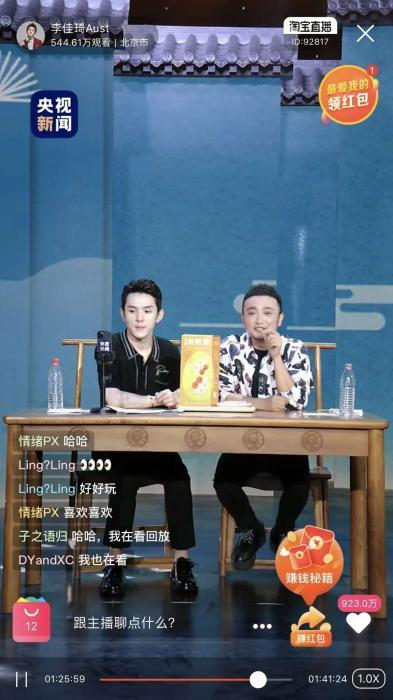 李佳琦Aust
544.61万观看 | 北京市
淘宝直播
ID:92817
央视
新闻
1
最爱我的
领红包
央视
新闻
情绪PX 哈哈
Ling?Ling 👀👀
Ling?Ling 好好玩
情绪PX 喜欢喜欢
子之语归 哈哈，我在看回放
DYandXC 我也在看
赚钱秘籍
12
跟主播聊点什么?
赚红包
923.0万
01:25:59
01:41:24
1.0X